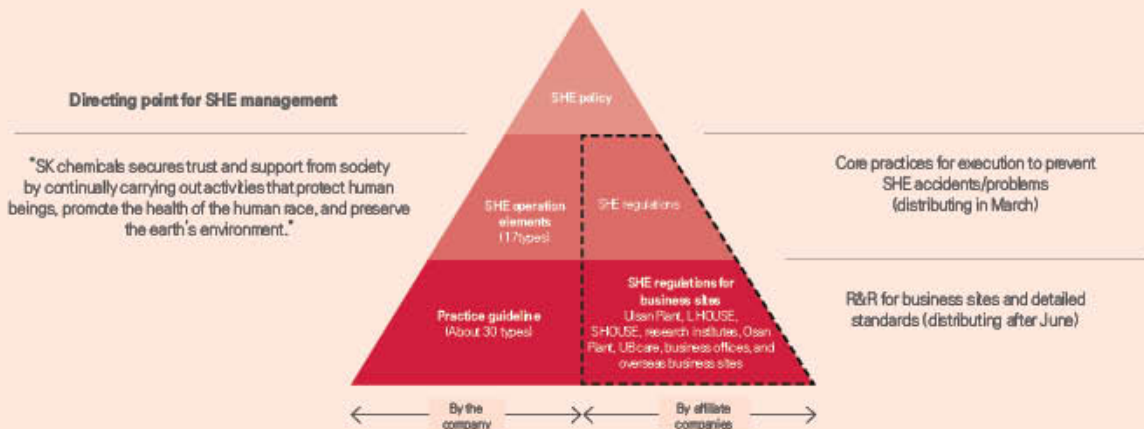 SHE policy
Directing point for SHE management
"SK chemicals secures trust and support from society
by continually carrying out activities that protect human
beings, promote the health of the human race, and preserve
the earth's environment."
SHE operation
elements
(17types)
SHE regulations
Core practices for execution to prevent
SHE accidents/problems
(distributing in March)
Practice guideline
(About 30 types)
SHE regulations for
business sites
Ulsan Plant, L HOUSE,
S HOUSE, research institutes, Osan
Plant, UBcare, business offices, and
overseas business sites
R&R for business sites and detailed
standards (distributing after June)
By the
company
By affiliate
companies